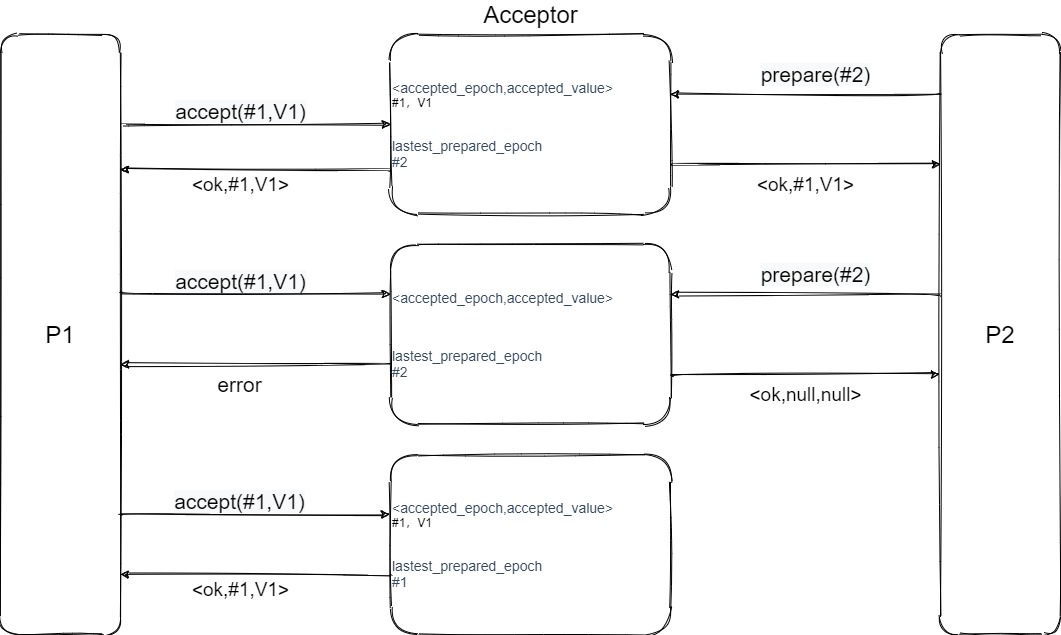 Acceptor
prepare(#2)
<accepted_epoch,accepted_value>
#1, V1
accept(#1,V1)
lastest_prepared_epoch
#2
<ok,#1,V1>
<ok,#1,V1>
accept(#1,V1)
prepare(#2)
<accepted_epoch,accepted_value>
P1
P2
lastest_prepared_epoch
#2
error
<ok,null,null>
accept(#1,V1)
<accepted_epoch,accepted_value>
#1, V1
lastest_prepared_epoch
#1
<ok,#1,V1>